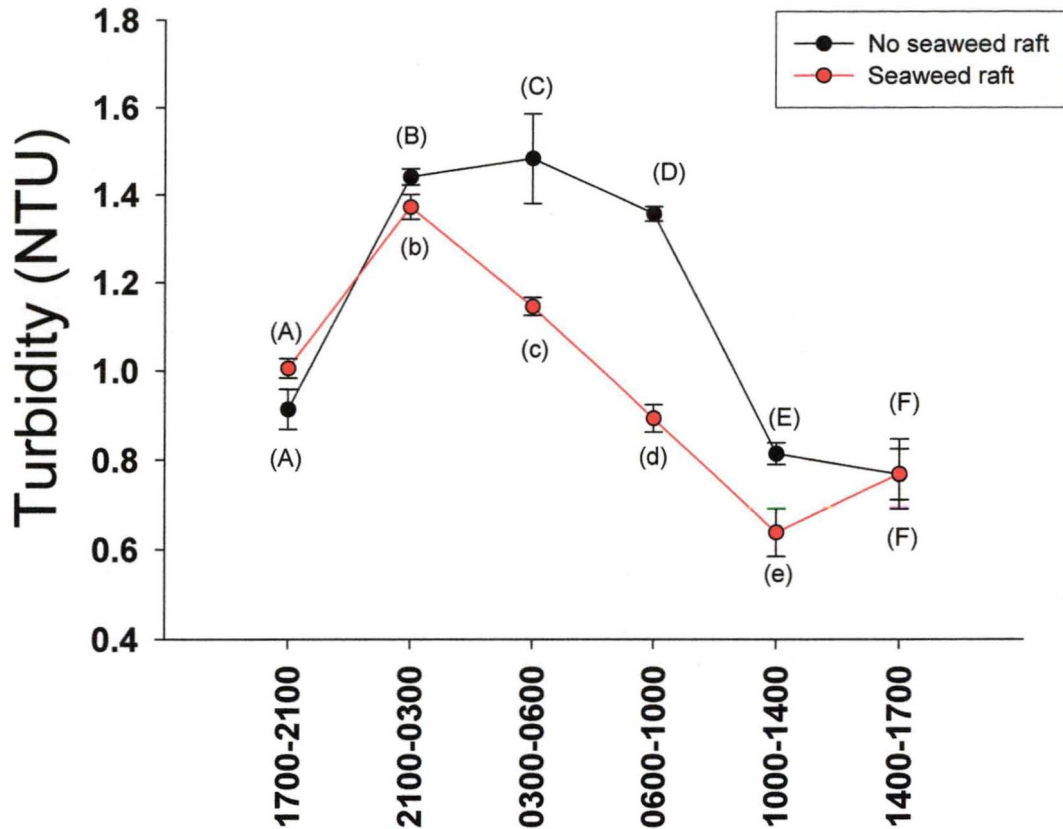 Turbidity (NTU)
1.8
1.6
1.4
1.2
1.0
0.8
0.6
0.4
No seaweed raft
Seaweed raft
(C)
(B)
(D)
(b)
(A)
(c)
(A)
(d)
(E)
(F)
(e)
(F)
1700-2100
2100-0300
0300-0600
0600-1000
1000-1400
1400-1700